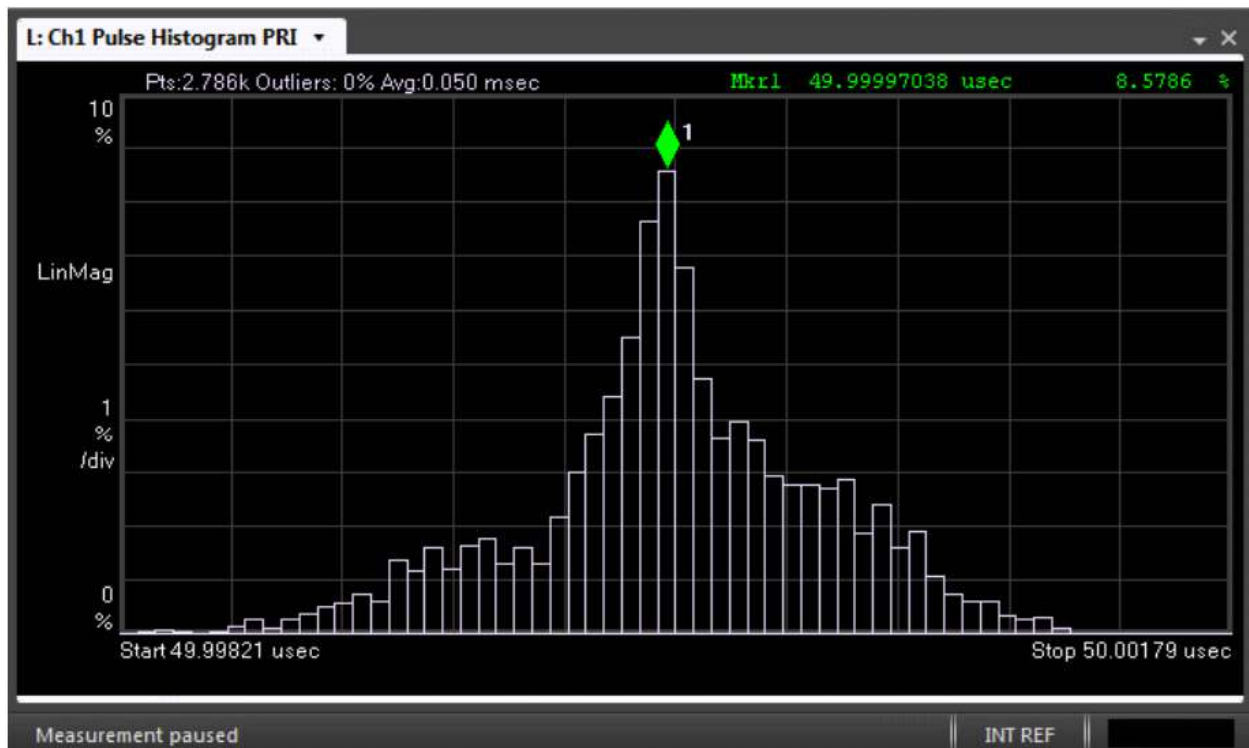 L: Ch1 Pulse Histogram PRI
Pts:2.786k Outliers: 0% Avg:0.050 msec
Mkr1 49.99997038 usec 8.5786 %
10
%
1
LinMag
1
%
/div
0
%
Start 49.99821 usec
Stop 50.00179 usec
Measurement paused
INT REF